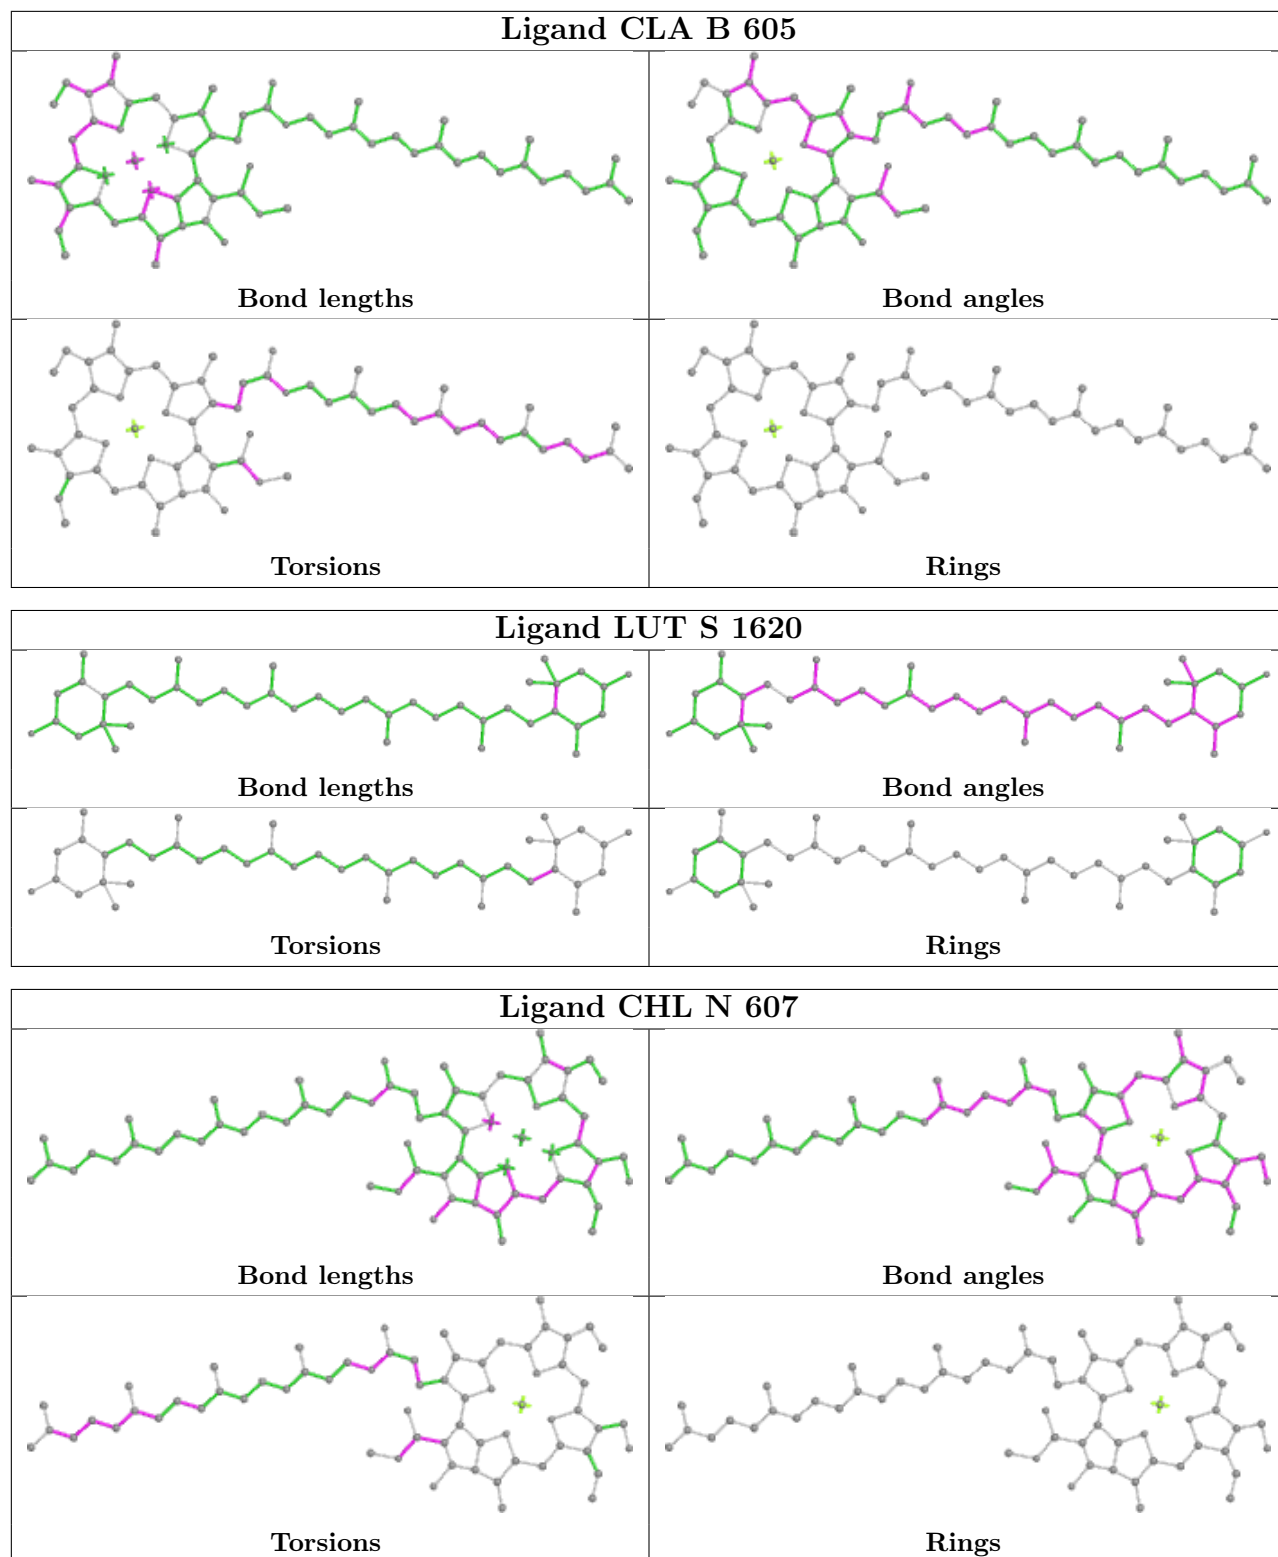 Ligand CLA B 605
Bond lengths
Bond angles
Torsions
Rings
Ligand LUT S 1620
Bond lengths
Bond angles
Torsions
Rings
Ligand CHL N 607
Bond lengths
Bond angles
Torsions
Rings